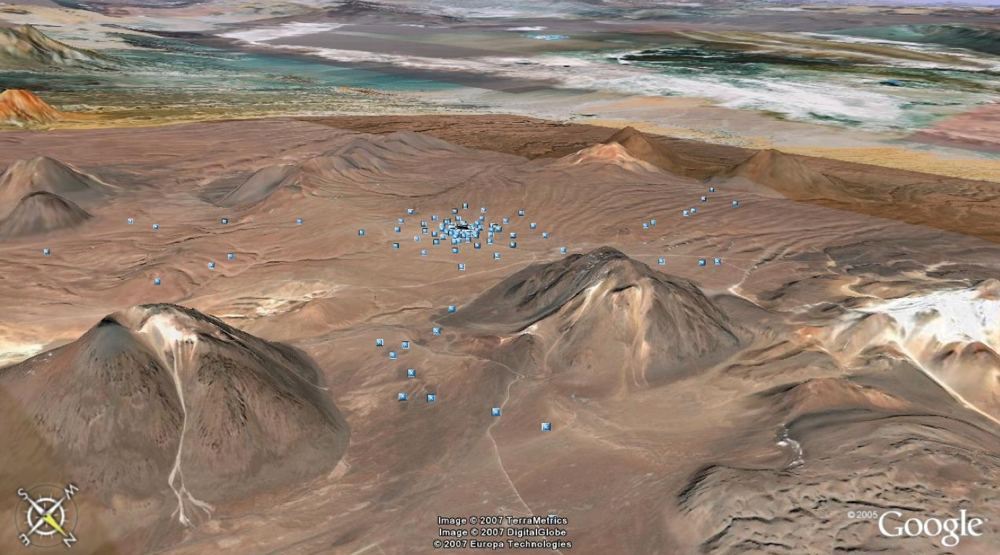 S W
E N
Image © 2007 TerraMetrics
Image © 2007 DigitalGlobe
© 2007 Europa Technologies
© 2005 Google